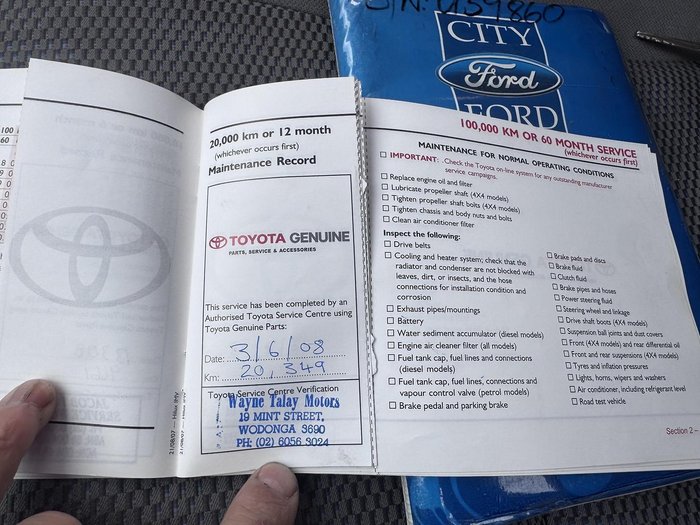 S/N: U59860
CITY
Ford
FORD
100
60
20,000 km or 12 month
(whichever occurs first)
Maintenance Record
TOYOTA GENUINE
PARTS, SERVICE & ACCESSORIES
This service has been completed by an
Authorised Toyota Service Centre using
Toyota Genuine Parts:
Date: 3/6/08
Km: 20,349
Toyota Service Centre Verification
Wayne Talay Motors
19 MINT STREET,
WODONGA 3690
PH: (02) 6056 3024
21/08/07
21/08/07 — Hilux
100,000 KM OR 60 MONTH SERVICE
(whichever occurs first)
MAINTENANCE FOR NORMAL OPERATING CONDITIONS
IMPORTANT: .Check the Toyota on-line system for any outstanding manufacturer
service campaigns.
Replace engine oil and filter
Lubricate propeller shaft (4X4 models)
Tighten propeller shaft bolts (4X4 models)
Tighten chassis and body nuts and bolts
Clean air conditioner filter
Inspect the following:
Drive belts
Cooling and heater system; check that the
radiator and condenser are not blocked with
leaves, dirt, or insects, and the hose
connections for installation condition and
corrosion
Exhaust pipes/mountings
Battery
Water sediment accumulator (diesel models)
Engine air cleaner filter (all models)
Fuel tank cap, fuel lines and connections
(diesel models)
Fuel tank cap, fuel lines, connections and
vapour control valve (petrol models)
Brake pedal and parking brake
Brake pads and discs
Brake fluid
Clutch fluid
Brake pipes and hoses
Power steering fluid
Steering wheel and linkage
Drive shaft boots (4X4 models)
Suspension ball joints and dust covers
Front (4X4 models) and rear differential oil
Front and rear suspensions (4X4 models)
Tyres and inflation pressures
Lights, horns, wipers and washers
Air conditioner, including refrigerant level
Road test vehicle
Section 2 –